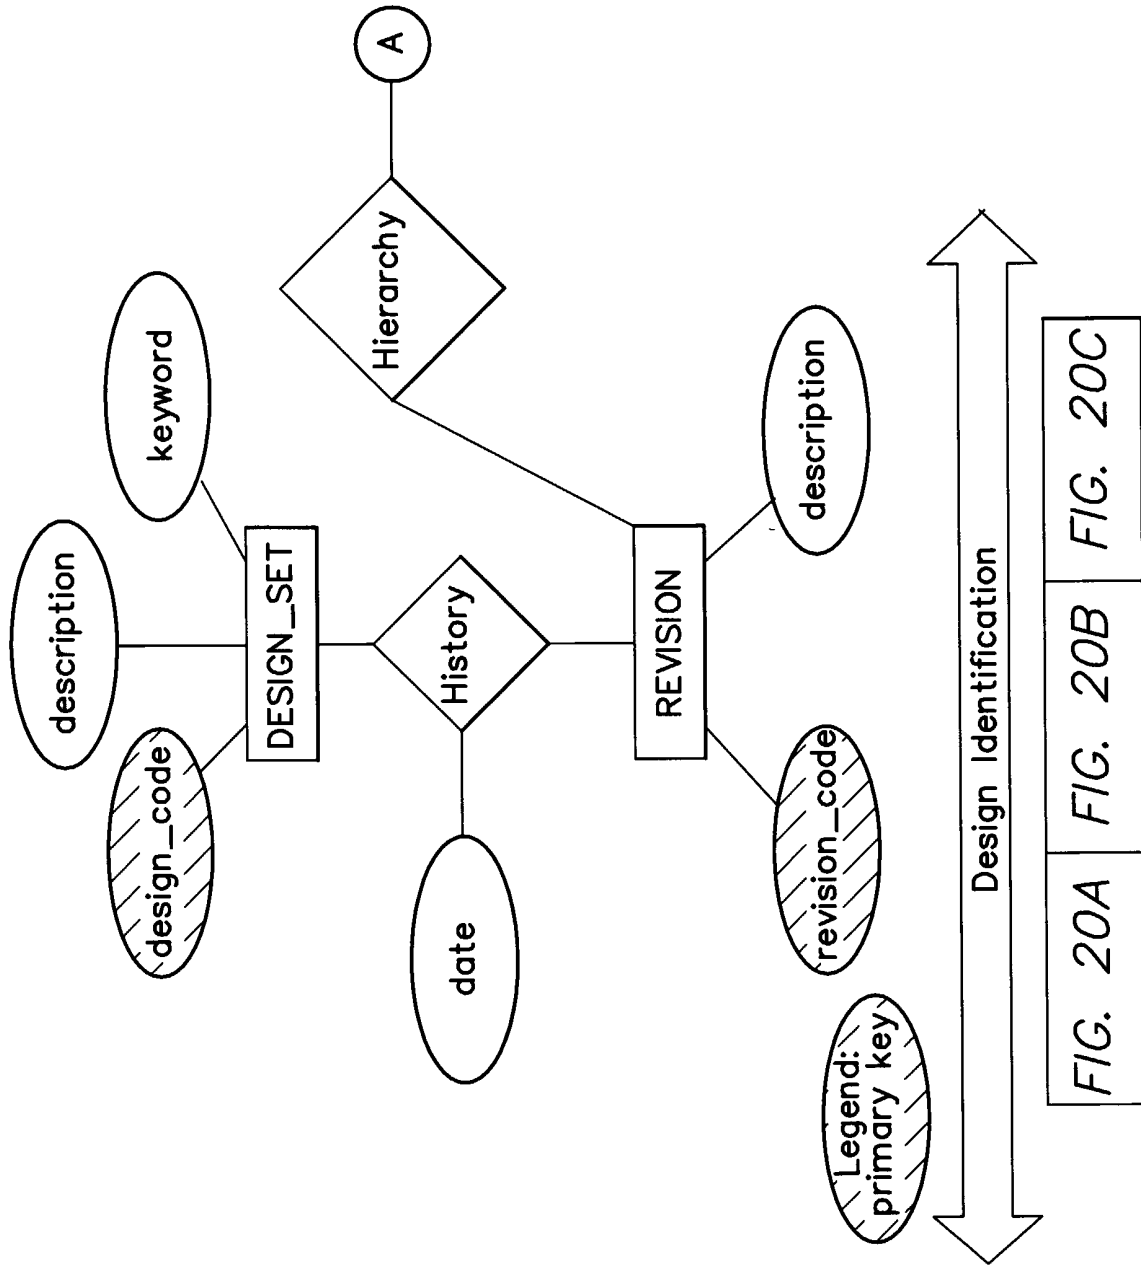 description
design_code
keyword
DESIGN_SET
A
Hierarchy
date
History
REVISION
revision_code
description
Legend:
primary key
Design Identification
FIG. 20A
FIG. 20B
FIG. 20C